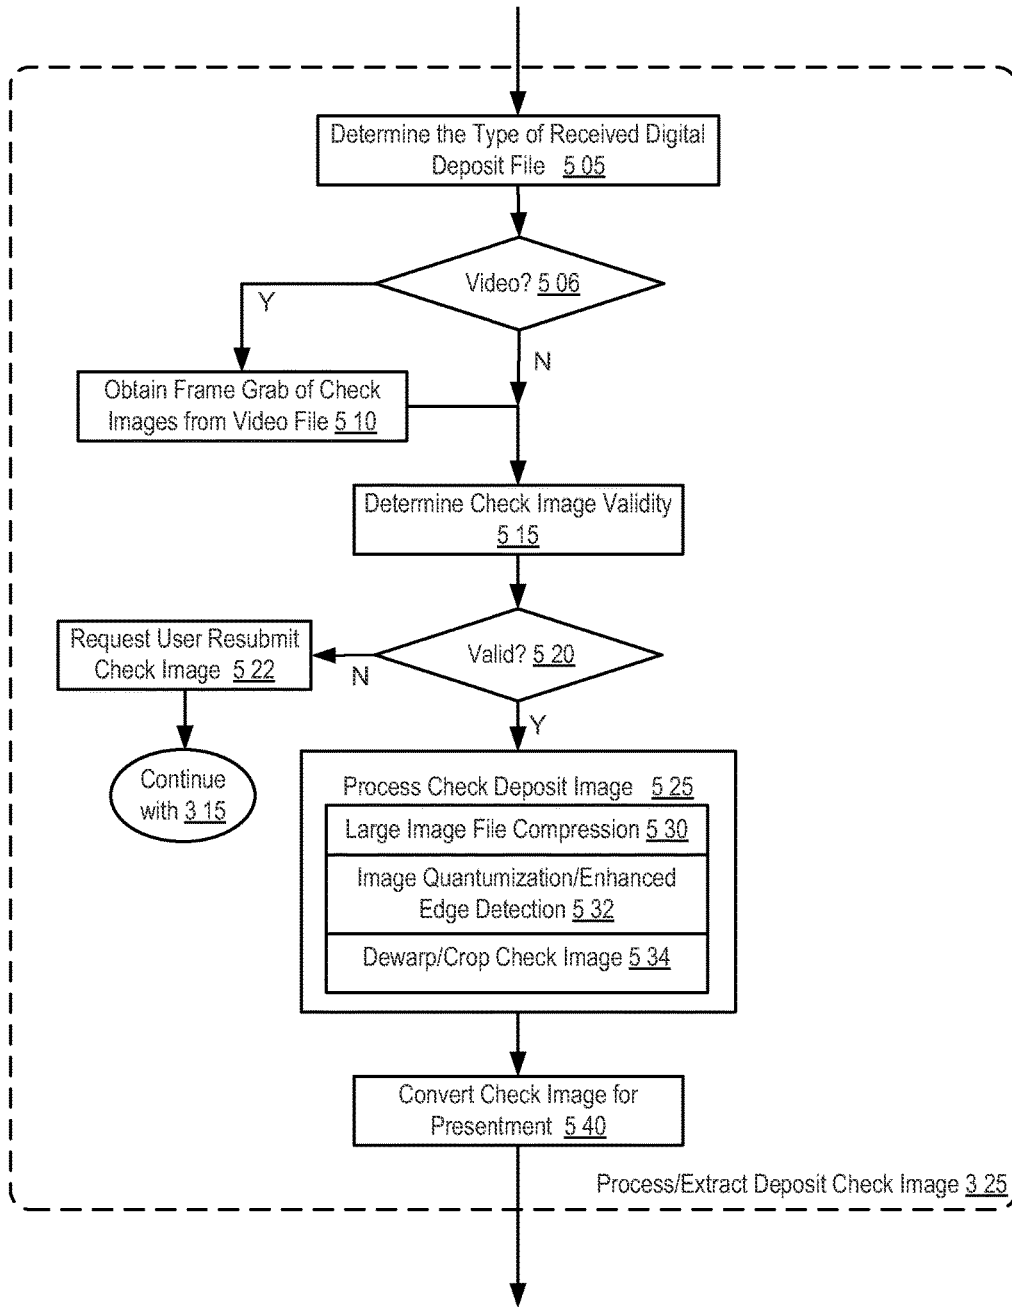 Determine the Type of Received Digital
Deposit File 5 05
Video? 5 06
Y
N
Obtain Frame Grab of Check
Images from Video File 5 10
Determine Check Image Validity
5 15
Request User Resubmit
Check Image 5 22
N
Valid? 5 20
Y
Continue
with 3 15
Process Check Deposit Image 5 25
Large Image File Compression 5 30
Image Quantumization/Enhanced
Edge Detection 5 32
Dewarp/Crop Check Image 5 34
Convert Check Image for
Presentment 5 40
Process/Extract Deposit Check Image 3 25